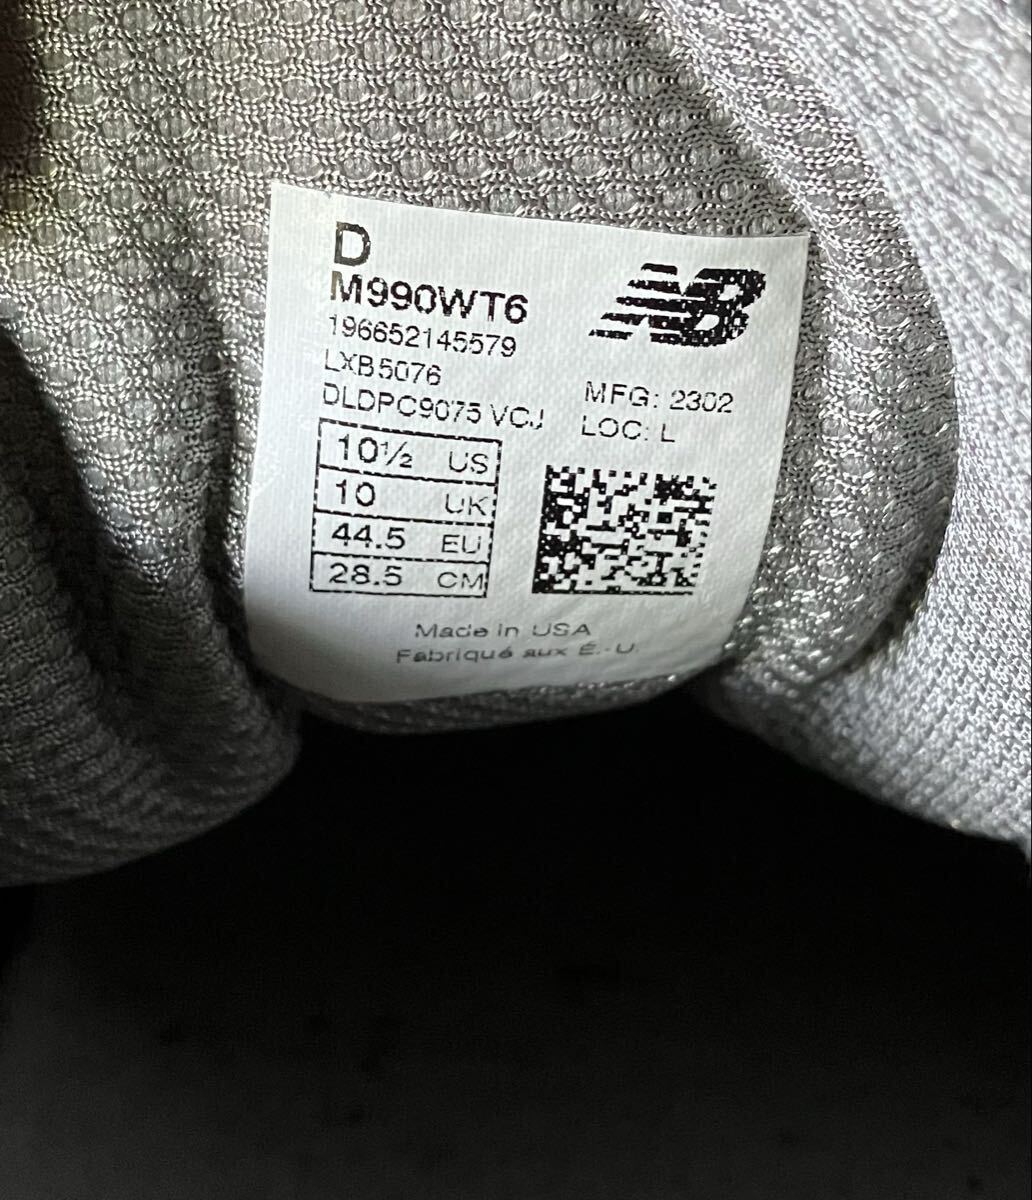 D
M990WT6
196652145579
LXB5076
DLDPC9075 VCJ
NB
MFG: 2302
LOC: L
10½ US
10 UK
44.5 EU
28.5 CM
Made in USA
Fabriqué aux É.-U.